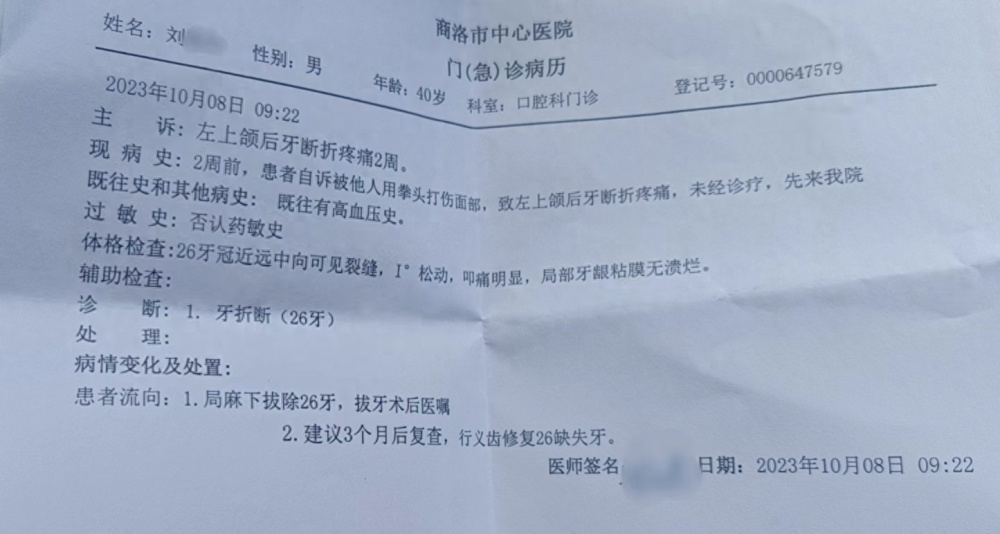 商洛市中心医院
门(急)诊病历
姓名：刘
性别：男
年龄：40岁
科室：口腔科门诊
登记号：0000647579
2023年10月08日 09:22
主 诉：左上颌后牙断折疼痛2周。
现 病 史：2周前，患者自诉被他人用拳头打伤面部，致左上颌后牙断折疼痛，未经诊疗，先来我院
既往史和其他病史：既往有高血压史。
过 敏 史：否认药敏史
体格检查:26牙冠近远中向可见裂缝，I°松动，叩痛明显，局部牙龈粘膜无溃烂。
辅助检查：
诊 断：1. 牙折断（26牙）
处 理：
病情变化及处置：
患者流向：1.局麻下拔除26牙，拔牙术后医嘱
2.建议3个月后复查，行义齿修复26缺失牙。
医师签名
日期：2023年10月08日 09:22